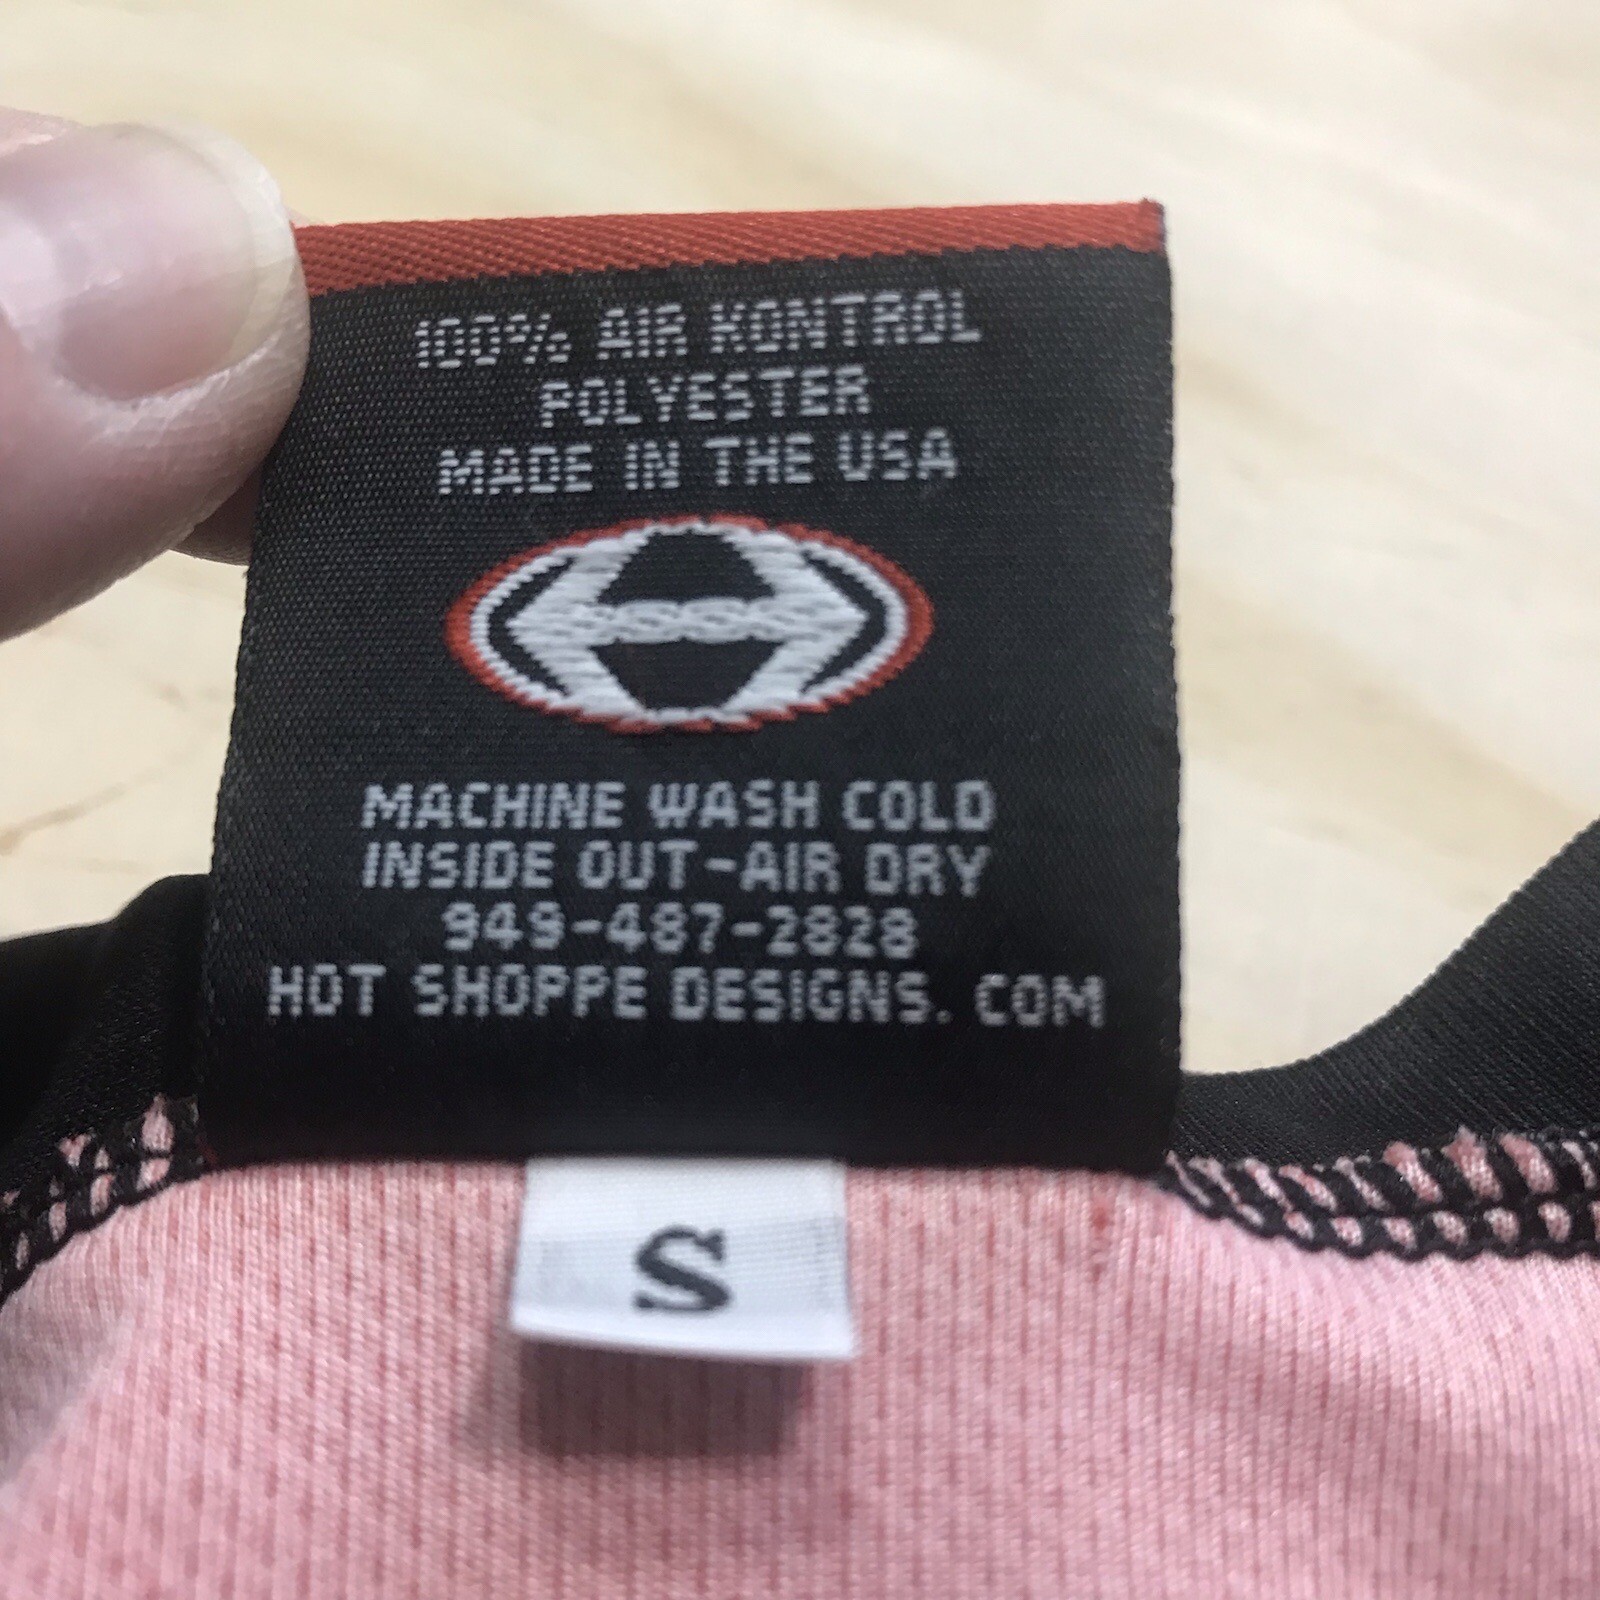 100% AIR KONTROL
POLYESTER
MADE IN THE USA
MACHINE WASH COLD
INSIDE OUT-AIR DRY
949-487-2828
HOT SHOPPE DESIGNS. COM
S